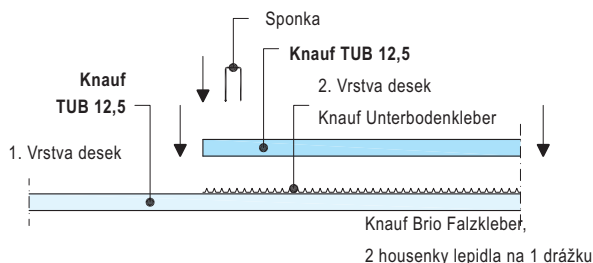 Sponka
Knauf TUB 12,5
2. Vrstva desek
Knauf Unterbodenkleber
Knauf
TUB 12,5
1. Vrstva desek
Knauf Brio Falzkleber,
2 housenky lepidla na 1 drážku